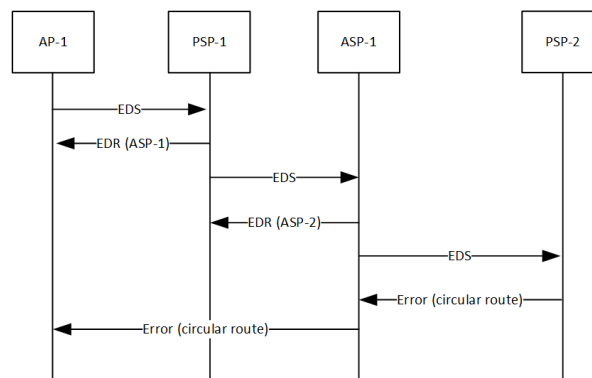 AP-1
PSP-1
ASP-1
PSP-2
EDS
EDR (ASP-1)
EDS
EDR (ASP-2)
EDS
Error (circular route)
Error (circular route)